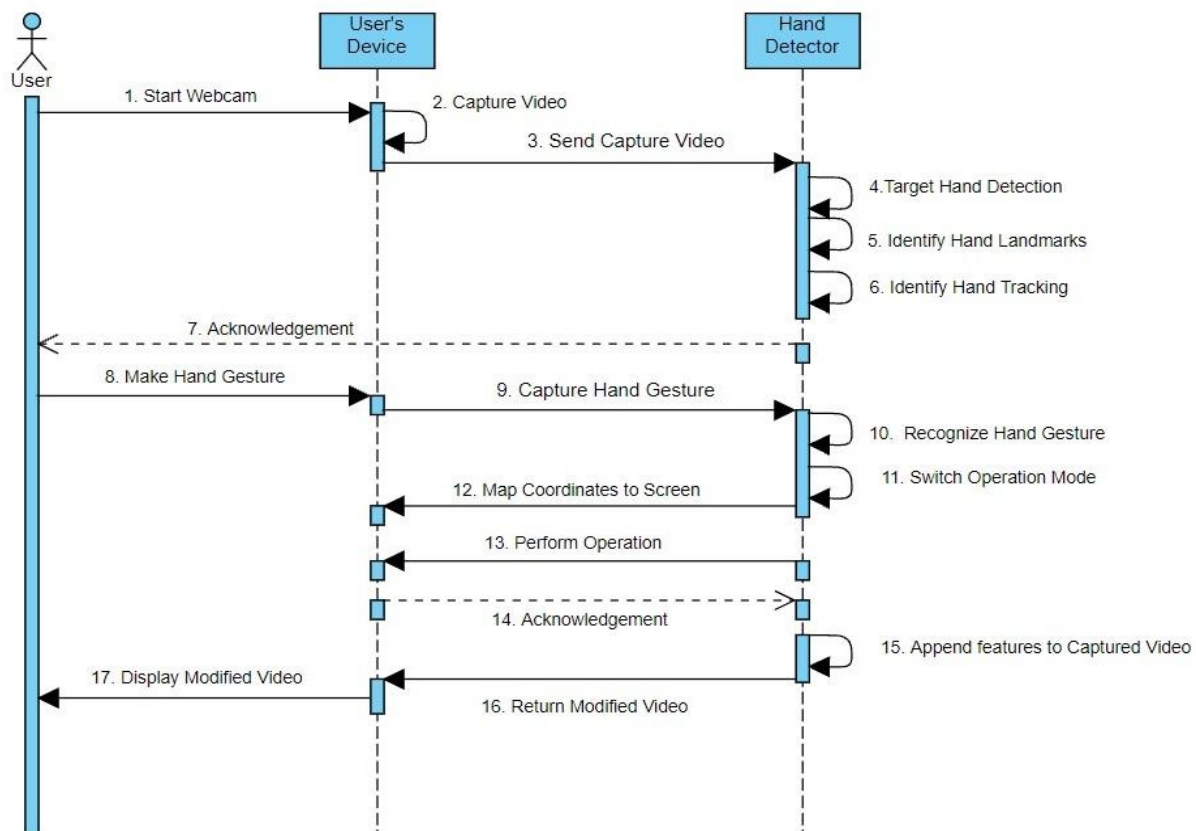 User's
Device
Hand
Detector
User
1. Start Webcam
2. Capture Video
3. Send Capture Video
4.Target Hand Detection
5. Identify Hand Landmarks
6. Identify Hand Tracking
7. Acknowledgement
8. Make Hand Gesture
9. Capture Hand Gesture
10. Recognize Hand Gesture
11. Switch Operation Mode
12. Map Coordinates to Screen
13. Perform Operation
14. Acknowledgement
15. Append features to Captured Video
17. Display Modified Video
16. Return Modified Video